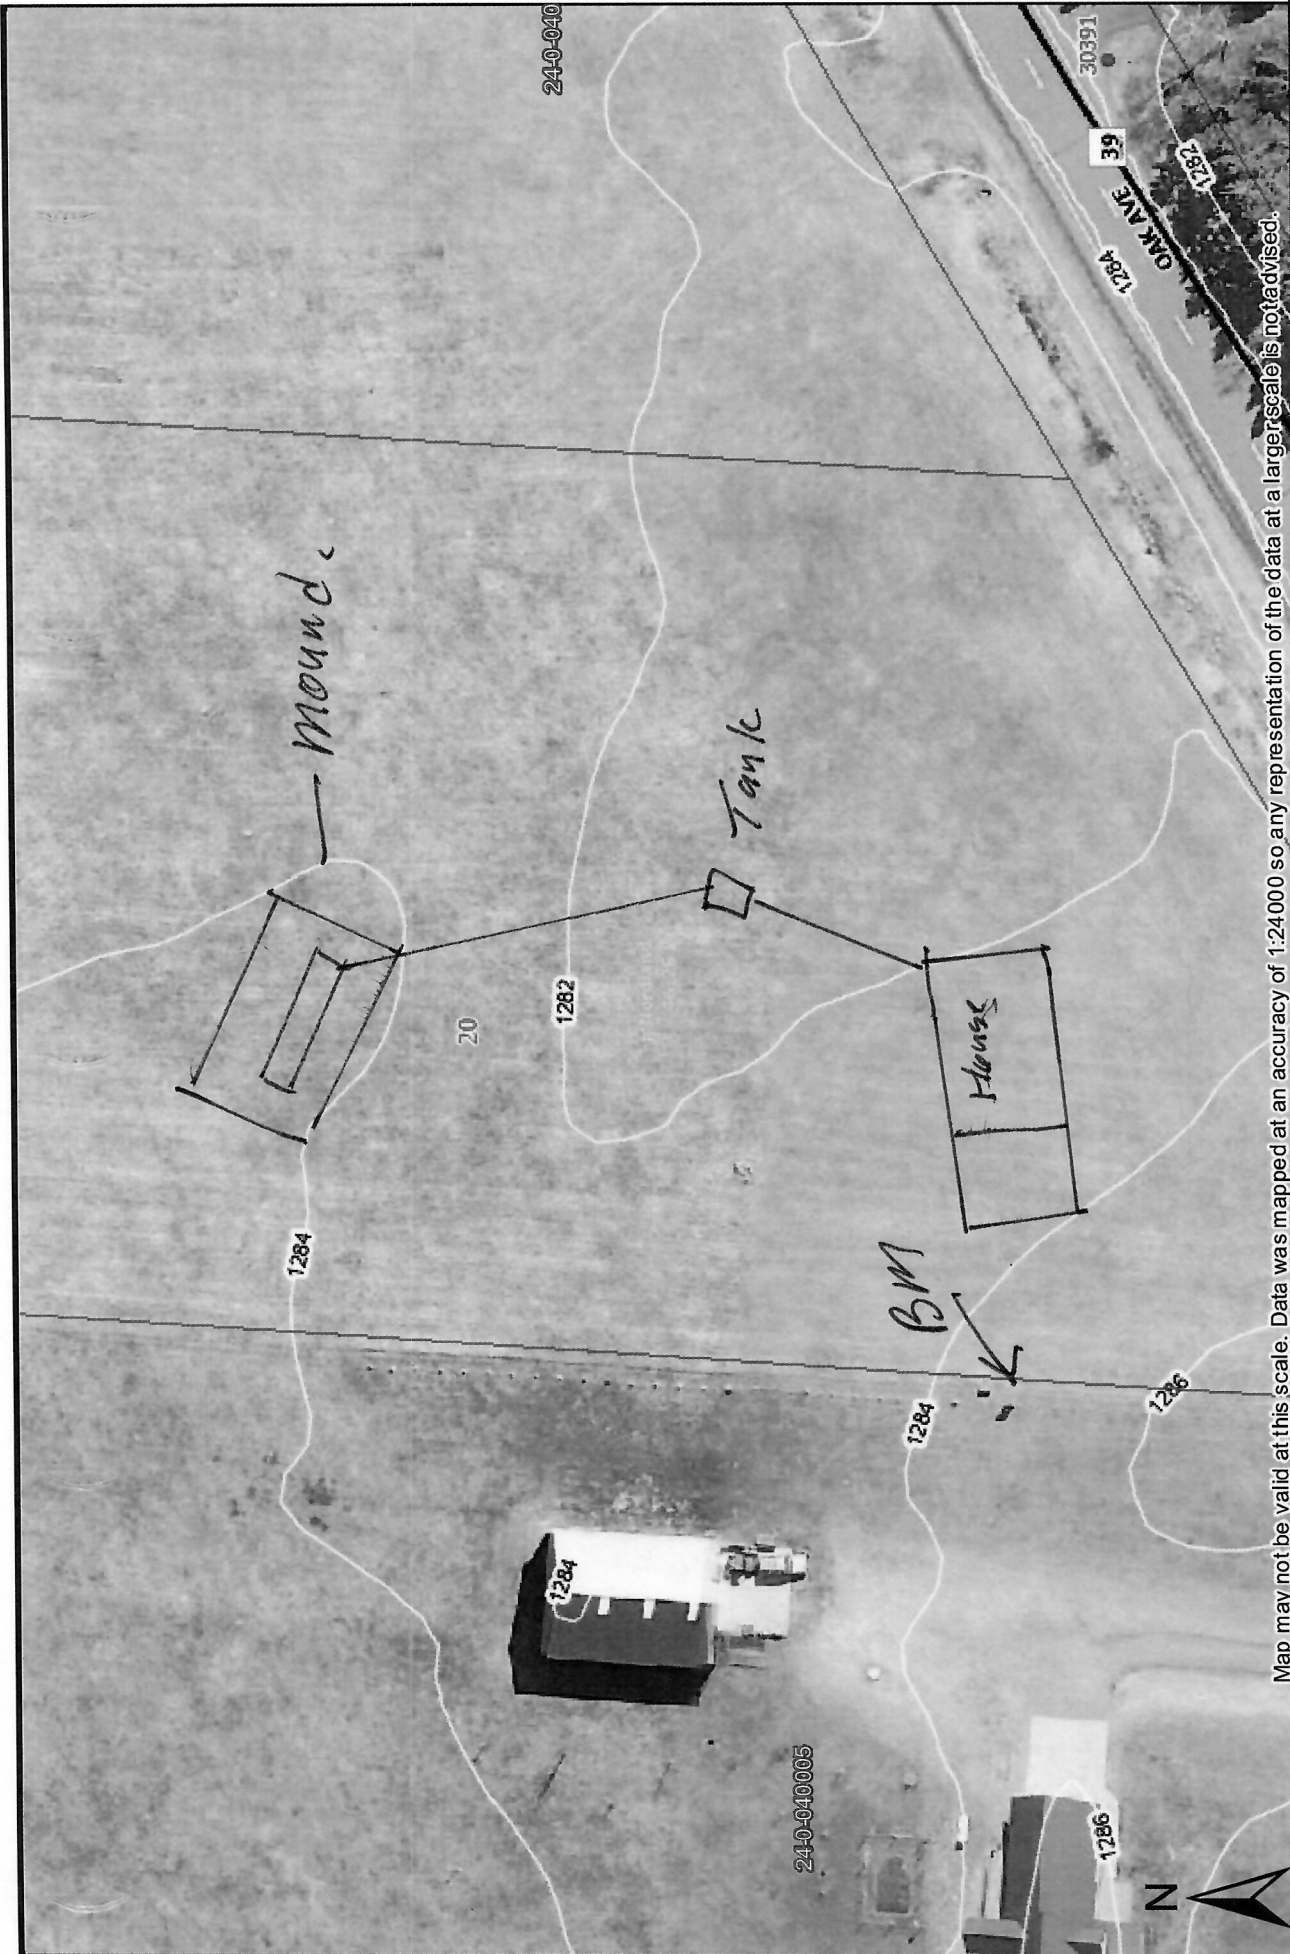 24-0-040
30391
39
OAK AVE
1282
1284
Mound.
Tank
1282
20
House
1284
BM
1284
1286
1284
24-0-040005
1286
N
Map may not be valid at this scale. Data was mapped at an accuracy of 1:24000 so any representation of the data at a larger scale is not advised.